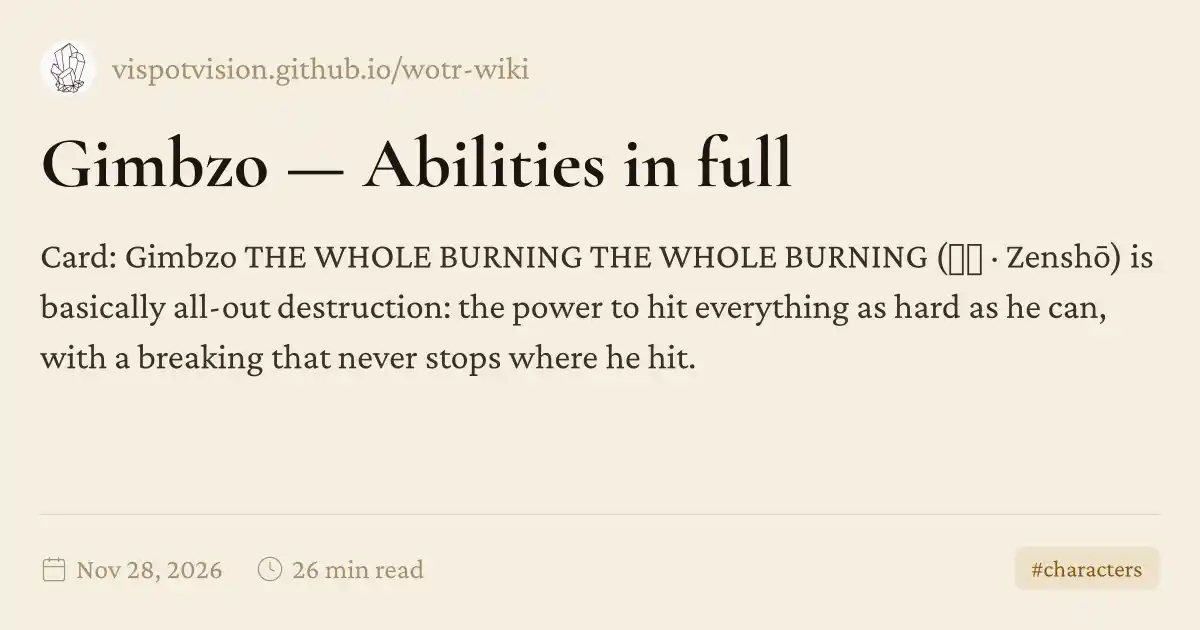 vispotvision.github.io/wotr-wiki
Gimbzo — Abilities in full
Card: Gimbzo THE WHOLE BURNING THE WHOLE BURNING (▯▯ · Zenshō) is
basically all-out destruction: the power to hit everything as hard as he can,
with a breaking that never stops where he hit.
Nov 28, 2026
26 min read
#characters